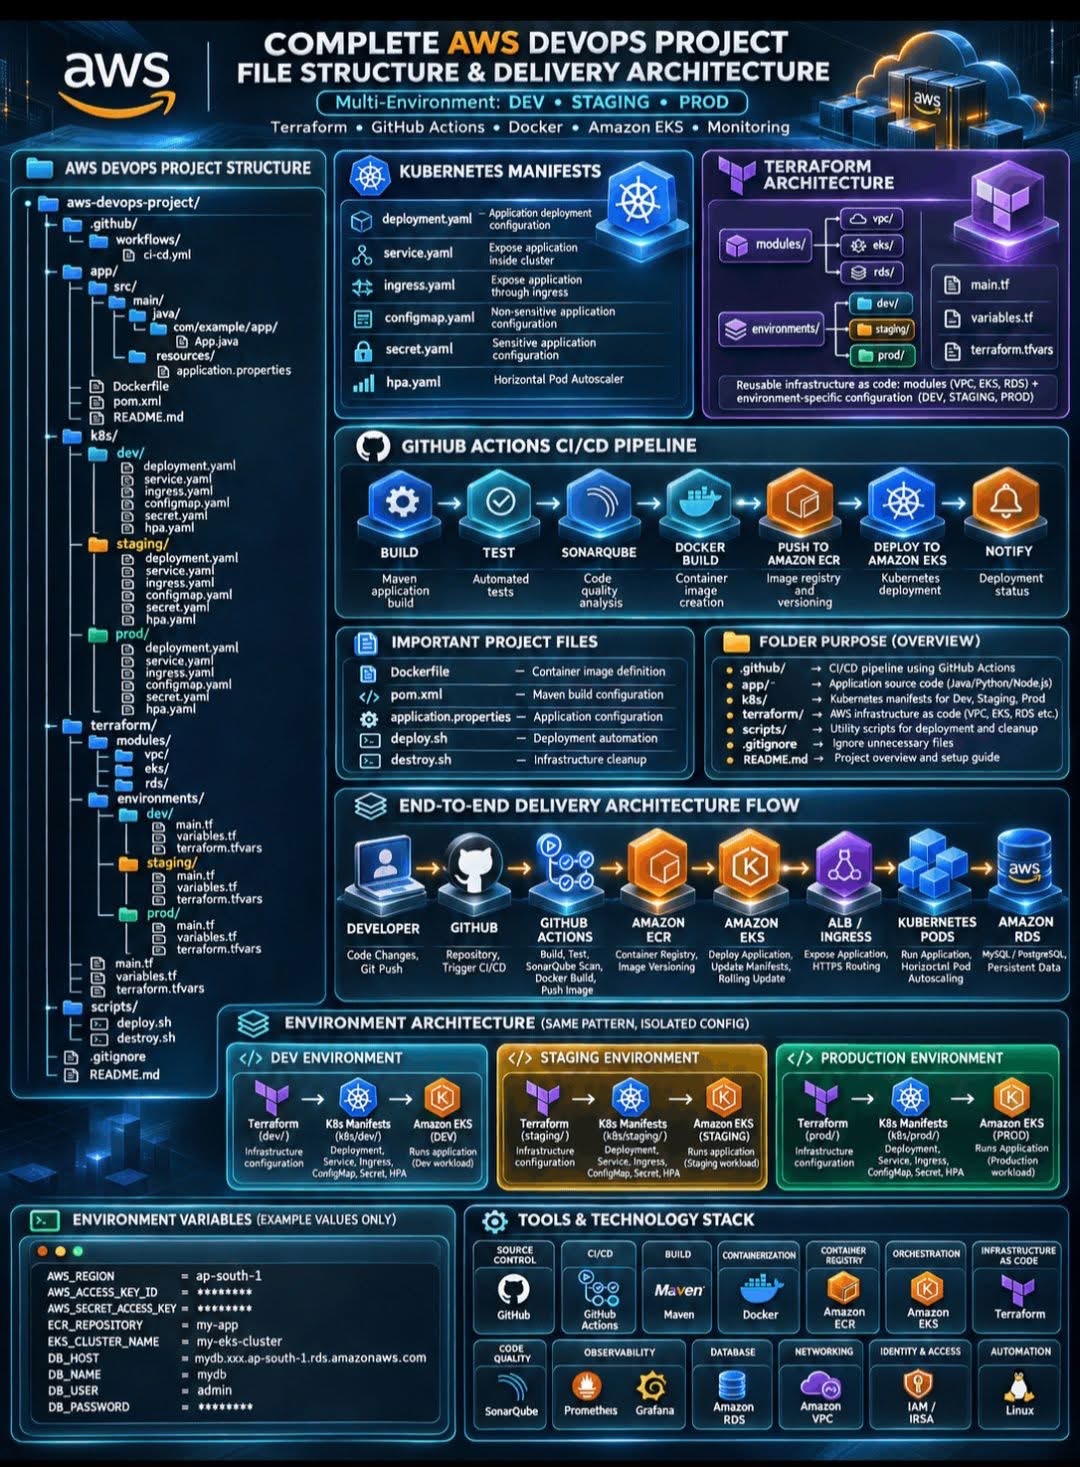 aws
COMPLETE AWS DEVOPS PROJECT
FILE STRUCTURE & DELIVERY ARCHITECTURE
Multi-Environment: DEV • STAGING • PROD
Terraform • GitHub Actions • Docker • Amazon EKS • Monitoring
aws
AWS DEVOPS PROJECT STRUCTURE
aws-devops-project/
.github/
workflows/
ci-cd.yml
app/
src/
main/
java/
com/example/app/
App.java
resources/
application.properties
Dockerfile
pom.xml
README.md
k8s/
dev/
deployment.yaml
service.yaml
ingress.yaml
configmap.yaml
secret.yaml
hpa.yaml
staging/
deployment.yaml
service.yaml
ingress.yaml
configmap.yaml
secret.yaml
hpa.yaml
prod/
deployment.yaml
service.yaml
ingress.yaml
configmap.yaml
secret.yaml
hpa.yaml
terraform/
modules/
vpc/
eks/
rds/
environments/
dev/
main.tf
variables.tf
terraform.tfvars
staging/
main.tf
variables.tf
terraform.tfvars
prod/
main.tf
variables.tf
terraform.tfvars
main.tf
variables.tf
terraform.tfvars
scripts/
deploy.sh
destroy.sh
.gitignore
README.md
KUBERNETES MANIFESTS
deployment.yaml – Application deployment
configuration
service.yaml Expose application
inside cluster
ingress.yaml Expose application
through ingress
configmap.yaml Non-sensitive application
configuration
secret.yaml Sensitive application
configuration
hpa.yaml Horizontal Pod Autoscaler
TERRAFORM
ARCHITECTURE
modules/
vpc/
eks/
rds/
environments/
dev/
staging/
prod/
main.tf
variables.tf
terraform.tfvars
Reusable infrastructure as code: modules (VPC, EKS, RDS) +
environment-specific configuration (DEV, STAGING, PROD)
GITHUB ACTIONS CI/CD PIPELINE
BUILD
Maven
application
build
TEST
Automated
tests
SONARQUBE
Code
quality
analysis
DOCKER
BUILD
Container
image
creation
PUSH TO
AMAZON ECR
Image registry
and
versioning
DEPLOY TO
AMAZON EKS
Kubernetes
deployment
NOTIFY
Deployment
status
IMPORTANT PROJECT FILES
Dockerfile — Container image definition
pom.xml — Maven build configuration
application.properties — Application configuration
deploy.sh — Deployment automation
destroy.sh — Infrastructure cleanup
FOLDER PURPOSE (OVERVIEW)
• .github/ → CI/CD pipeline using GitHub Actions
• app/ → Application source code (Java/Python/Node.js)
• k8s/ → Kubernetes manifests for Dev, Staging, Prod
• terraform/ → AWS infrastructure as code (VPC, EKS, RDS etc.)
• scripts/ → Utility scripts for deployment and cleanup
• .gitignore → Ignore unnecessary files
• README.md → Project overview and setup guide
END-TO-END DELIVERY ARCHITECTURE FLOW
DEVELOPER
Code Changes,
Git Push
GITHUB
Repository,
Trigger CI/CD
GITHUB
ACTIONS
Build, Test,
SonarQube Scan,
Docker Build,
Push Image
AMAZON
ECR
Container Registry,
Image Versioning
AMAZON
EKS
Deploy Application,
Update Manifests,
Rolling Update
ALB /
INGRESS
Expose Application,
HTTPS Routing
KUBERNETES
PODS
Run Application,
Horizoctnl Pod
Autoscaling
aws
AMAZON
RDS
MySQL / PostgreSQL,
Persistent Data
ENVIRONMENT ARCHITECTURE (SAME PATTERN, ISOLATED CONFIG)
</> DEV ENVIRONMENT
Terraform
(dev/)
Infrastructure
configuration
K8s Manifests
(k8s/dev/)
Deployment,
Service, Ingress,
ConfigMap, Secret, HPA
Amazon EKS
(DEV)
Runs application
(Dev workload)
</> STAGING ENVIRONMENT
Terraform
(staging/)
Infrastructure
configuration
K8s Manifests
(k8s/staging/)
Deployment,
Service, Ingress,
ConfigMap, Secret, HPA
Amazon EKS
(STAGING)
Runs application
(Staging workload)
</> PRODUCTION ENVIRONMENT
Terraform
(prod/)
Infrastructure
configuration
K8s Manifests
(k8s/prod/)
Deployment,
Service, Ingress,
ConfigMap, Secret, HPA
Amazon EKS
(PROD)
Runs Application
(Production
workload)
ENVIRONMENT VARIABLES (EXAMPLE VALUES ONLY)
AWS_REGION = ap-south-1
AWS_ACCESS_KEY_ID = ********
AWS_SECRET_ACCESS_KEY = ********
ECR_REPOSITORY = my-app
EKS_CLUSTER_NAME = my-eks-cluster
DB_HOST = mydb.xxx.ap-south-1.rds.amazonaws.com
DB_NAME = mydb
DB_USER = admin
DB_PASSWORD = ********
TOOLS & TECHNOLOGY STACK
SOURCE
CONTROL
GitHub
CI/CD
GitHub
Actions
BUILD
Maven
Maven
CONTAINERIZATION
Docker
CONTAINER
REGISTRY
Amazon
ECR
ORCHESTRATION
Amazon
EKS
INFRASTRUCTURE
AS CODE
Terraform
CODE
QUALITY
SonarQube
OBSERVABILITY
Prometheus
Grafana
DATABASE
Amazon
RDS
NETWORKING
Amazon
VPC
IDENTITY & ACCESS
IAM /
IRSA
AUTOMATION
Linux